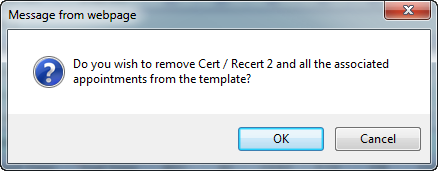 Message from webpage
Do you wish to remove Cert / Recert 2 and all the associated
appointments from the template?
OK
Cancel